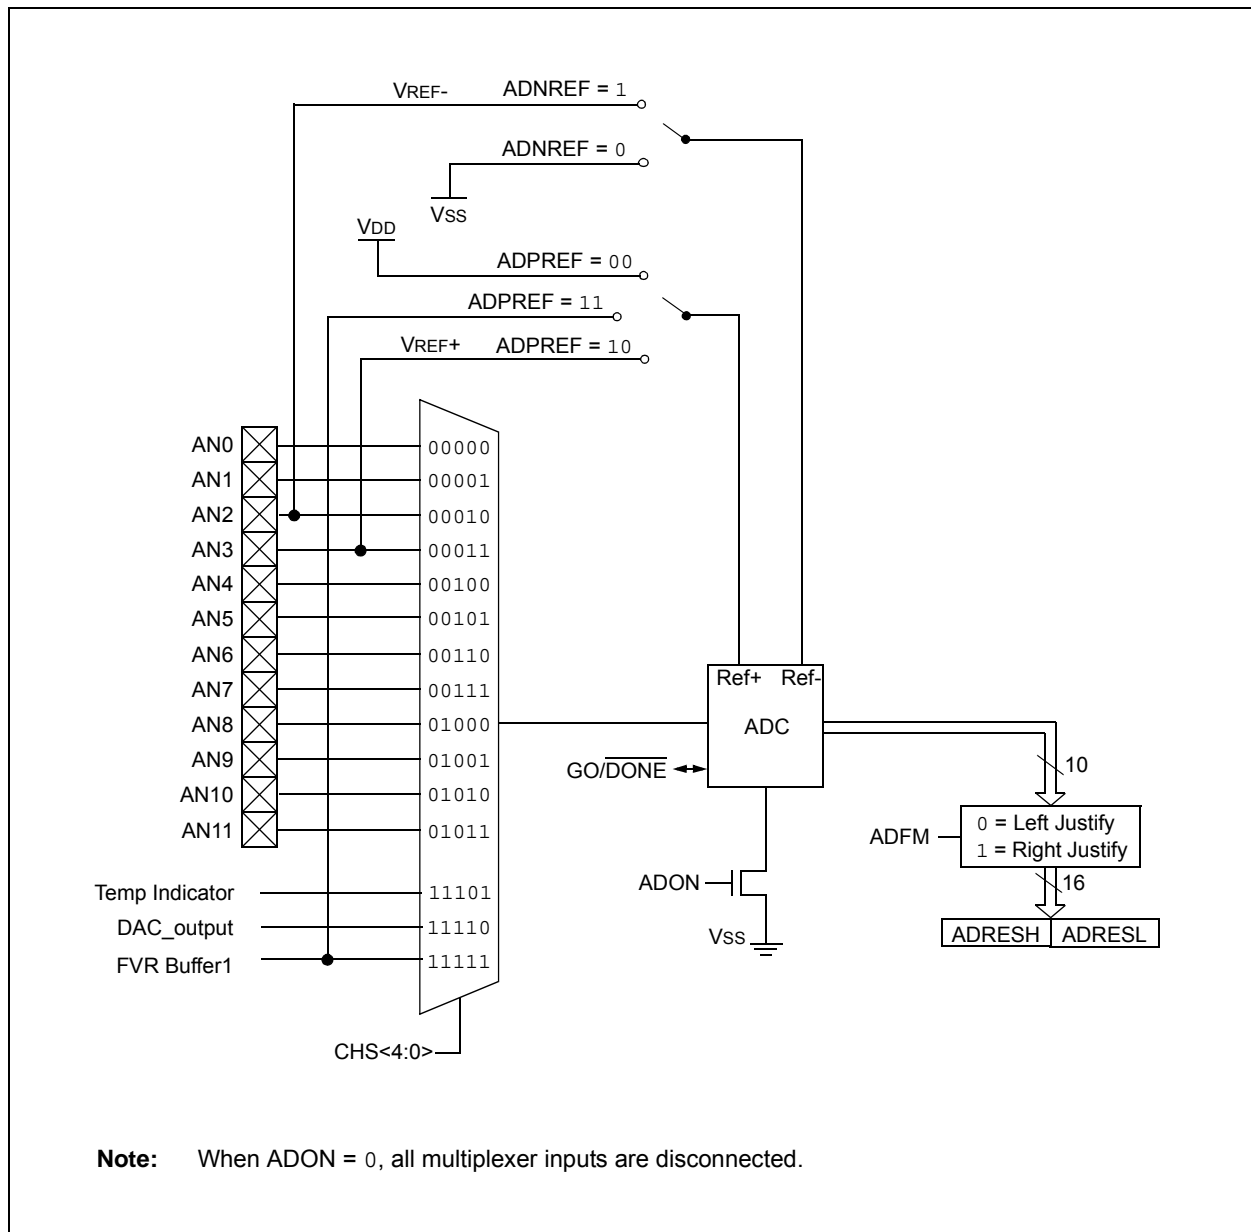 VREF- ADNREF = 1
ADNREF = 0
VSS
VDD
ADPREF = 00
ADPREF = 11
VREF+ ADPREF = 10
AN0 00000
AN1 00001
AN2 00010
AN3 00011
AN4 00100
AN5 00101
AN6 00110
AN7 00111
AN8 01000
AN9 01001
AN10 01010
AN11 01011
Temp Indicator 11101
DAC_output 11110
FVR Buffer1 11111
CHS<4:0>
Ref+ Ref-
ADC
GO/DONE
ADON
VSS
10
ADFM
0 = Left Justify
1 = Right Justify
16
ADRESH ADRESL
Note: When ADON = 0, all multiplexer inputs are disconnected.